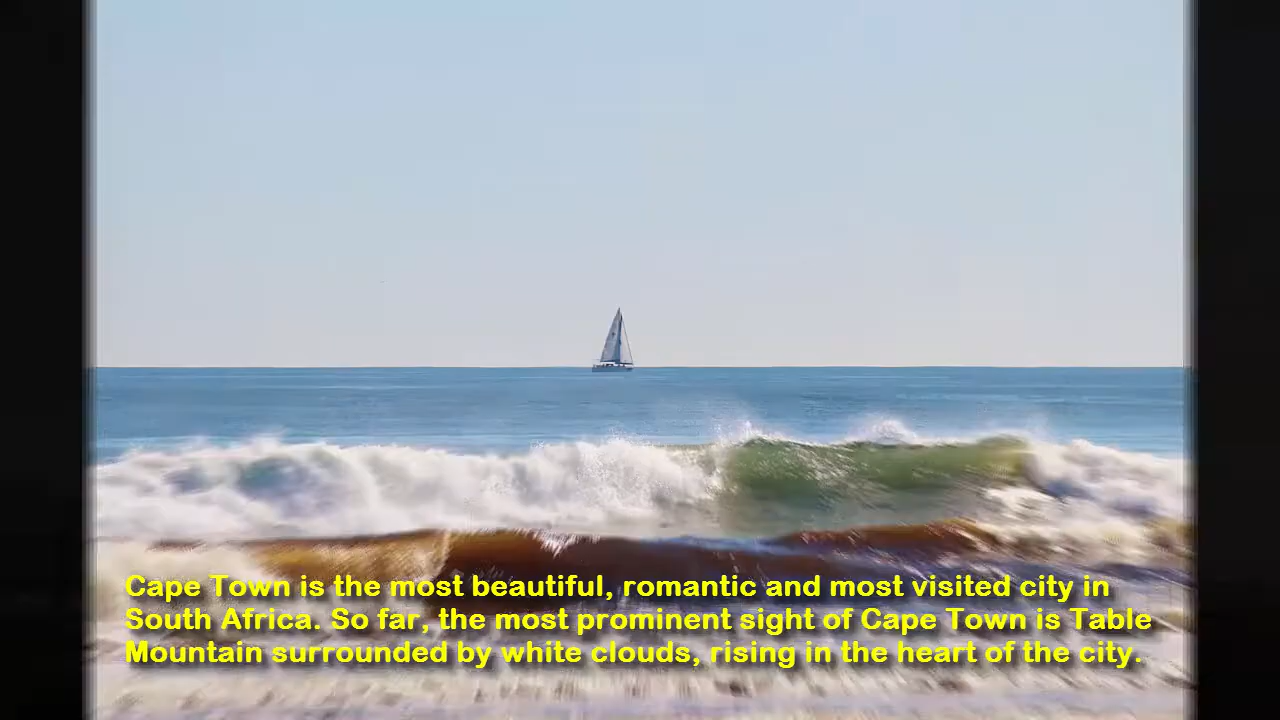 Cape Town is the most beautiful, romantic and most visited city in
South Africa. So far, the most prominent sight of Cape Town is Table
Mountain surrounded by white clouds, rising in the heart of the city.